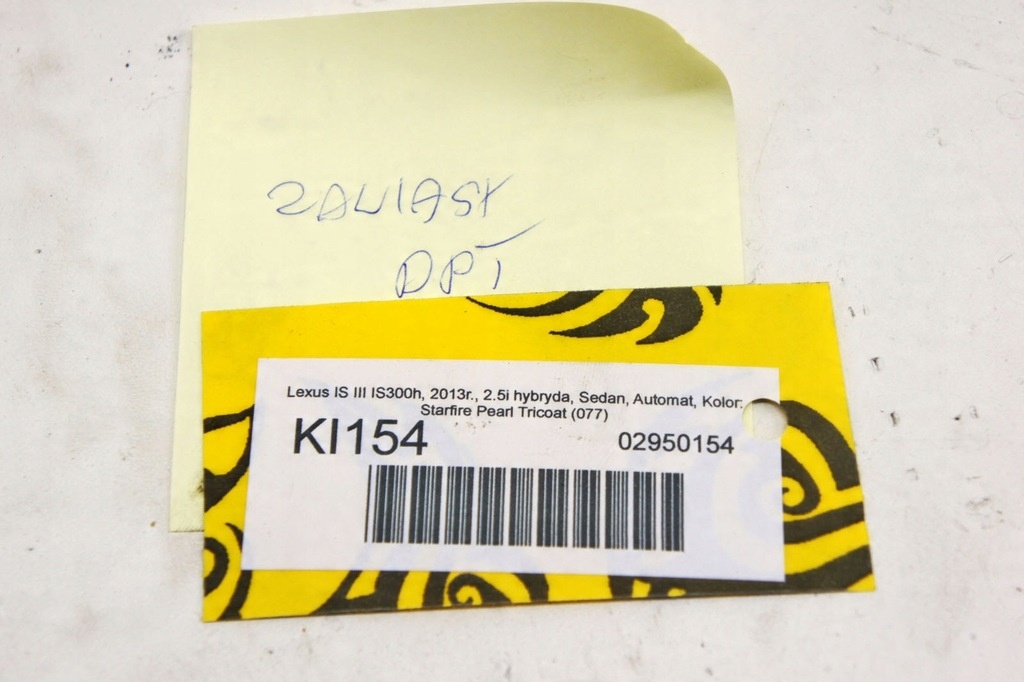 ZAWIASY
DPT
Lexus IS III IS300h, 2013r., 2.5i hybryda, Sedan, Automat, Kolor:
Starfire Pearl Tricoat (077)
KI154
02950154